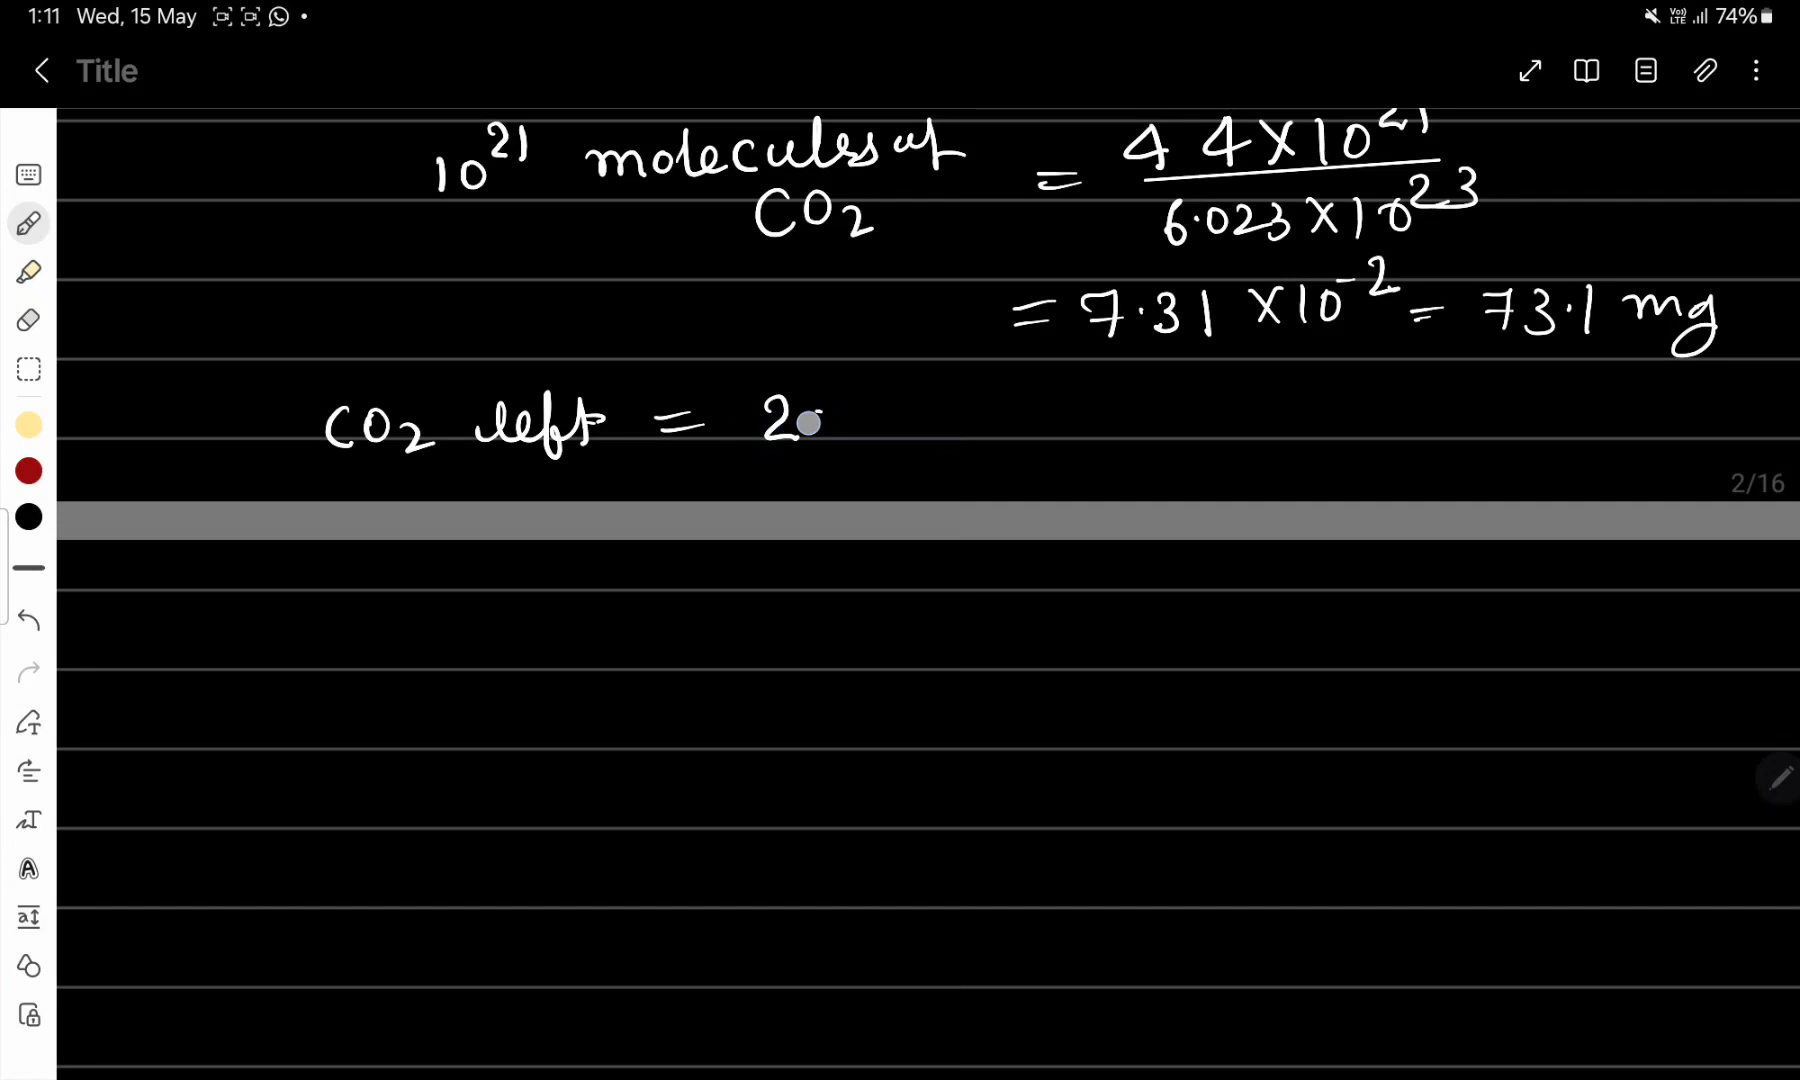 1:11 Wed, 15 May
74%
Title
10²¹ molecules of CO₂ = 44×10²¹ / 6.023×10²³
= 7.31 ×10⁻² = 73.1 mg
CO₂ left = 2
2/16